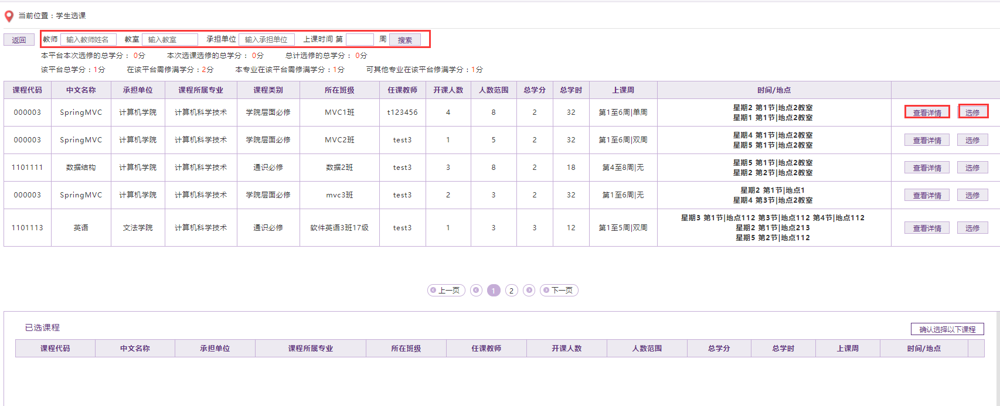 当前位置：学生选课
返回 教师 输入教师姓名 教室 输入教室 承担单位 输入承担单位 上课时间 第 周 搜索
本平台本次选修的总学分： 0分 本次选课选修的总学分： 0分 总计选修的总学分： 0分
该平台总学分：1分 在该平台需修满学分：2分 本专业在该平台需修满学分：1分 可其他专业在该平台修满学分：1分
课程代码 中文名称 承担单位 课程所属专业 课程类别 所在班级 任课教师 开课人数 人数范围 总学分 总学时 上课周 时间/地点
000003 SpringMVC 计算机学院 计算机科学技术 学院层面必修 MVC1班 t123456 4 8 2 32 第1至6周|单周 星期2 第1节|地点2教室 查看详情 选修
星期1 第1节|地点2教室
000003 SpringMVC 计算机学院 计算机科学技术 学院层面必修 MVC2班 test3 1 5 2 32 第1至6周|双周 星期4 第1节|地点2教室 查看详情 选修
星期5 第1节|地点2教室
1101111 数据结构 计算机学院 计算机科学技术 通识必修 数据2班 test3 3 8 2 18 第4至8周|无 星期5 第1节|地点2教室 查看详情 选修
星期2 第2节|地点2教室
000003 SpringMVC 计算机学院 计算机科学技术 学院层面必修 mvc3班 test3 2 3 2 32 第1至6周|无 星期2 第1节|地点1 查看详情 选修
星期4 第3节|地点2教室
1101113 英语 文法学院 计算机科学技术 通识必修 软件英语3班17级 test3 1 3 3 12 第1至5周|双周 星期3 第1节|地点112 第3节|地点112 第4节|地点112 查看详情 选修
星期2 第1节|地点213
星期5 第2节|地点112
上一页 1 2 下一页
已选课程 确认选择以下课程
课程代码 中文名称 承担单位 课程所属专业 所在班级 任课教师 开课人数 人数范围 总学分 总学时 上课周 时间/地点